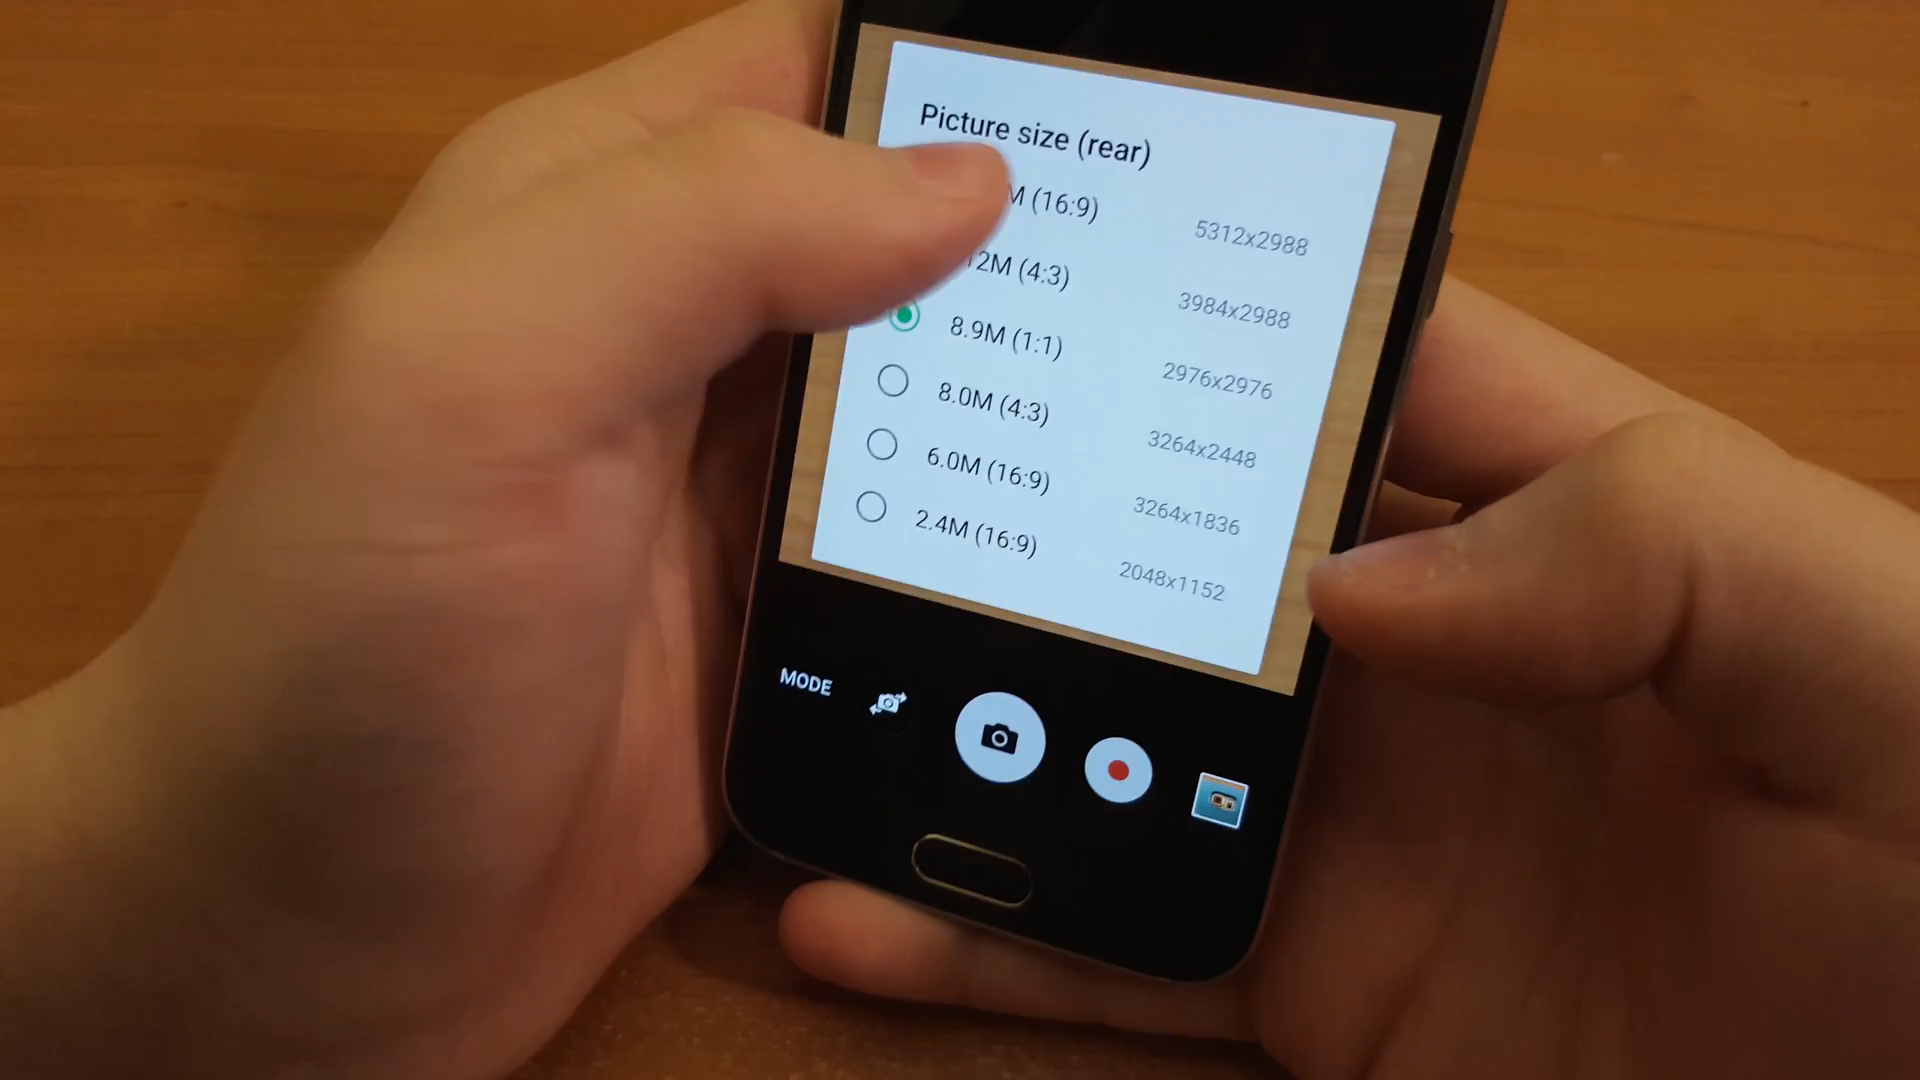 Picture size (rear)
M (16:9) 5312x2988
12M (4:3) 3984x2988
8.9M (1:1) 2976x2976
8.0M (4:3) 3264x2448
6.0M (16:9) 3264x1836
2.4M (16:9) 2048x1152
MODE